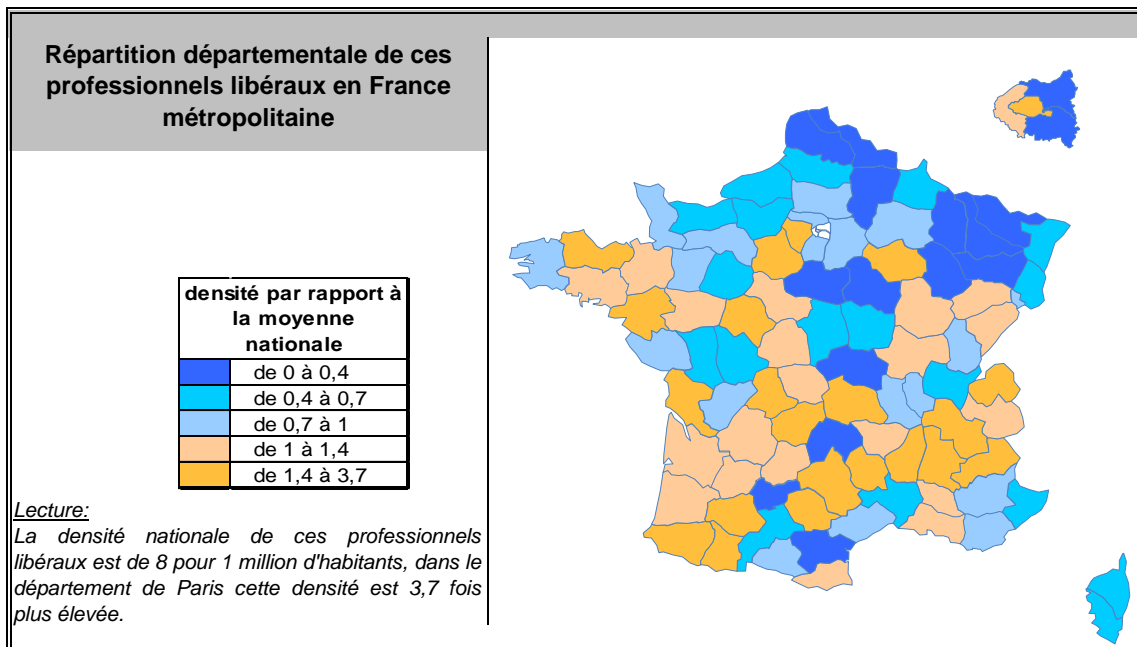 Répartition départementale de ces
professionnels libéraux en France
métropolitaine
densité par rapport à
la moyenne
nationale
de 0 à 0,4
de 0,4 à 0,7
de 0,7 à 1
de 1 à 1,4
de 1,4 à 3,7
Lecture:
La densité nationale de ces professionnels
libéraux est de 8 pour 1 million d'habitants, dans le
département de Paris cette densité est 3,7 fois
plus élevée.